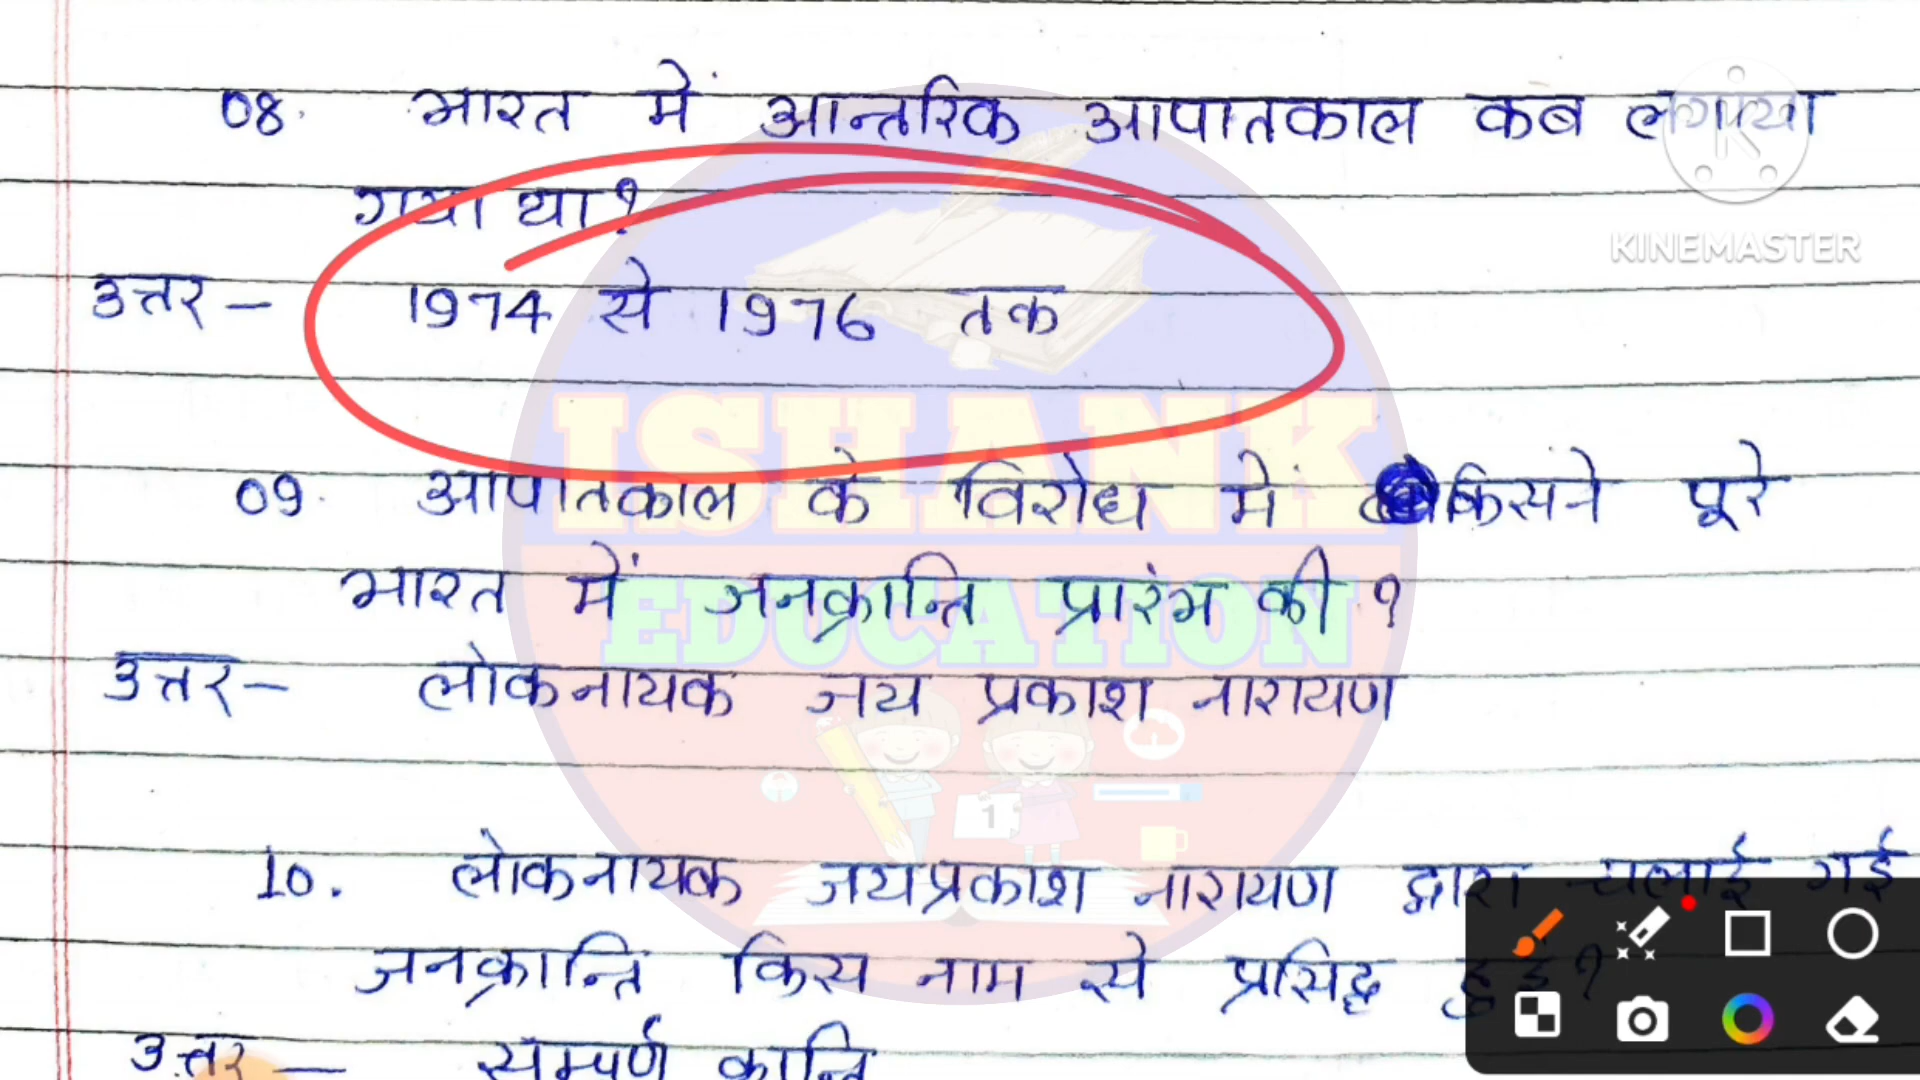 08. भारत में आन्तरिक आपातकाल कब लगाया
गया था?
उत्तर - 1974 से 1976 तक
09. आपातकाल के विरोध में किसने पूरे
भारत में जनक्रान्ति प्रारंभ की ?
उत्तर - लोकनायक जय प्रकाश नारायण
10. लोकनायक जयप्रकाश नारायण द्वारा चलाई गई
जनक्रान्ति किस नाम से प्रसिद्ध हुई ?
उत्तर - सम्पूर्ण क्रान्ति
KINEMASTER
ISHANK
EDUCATION
1